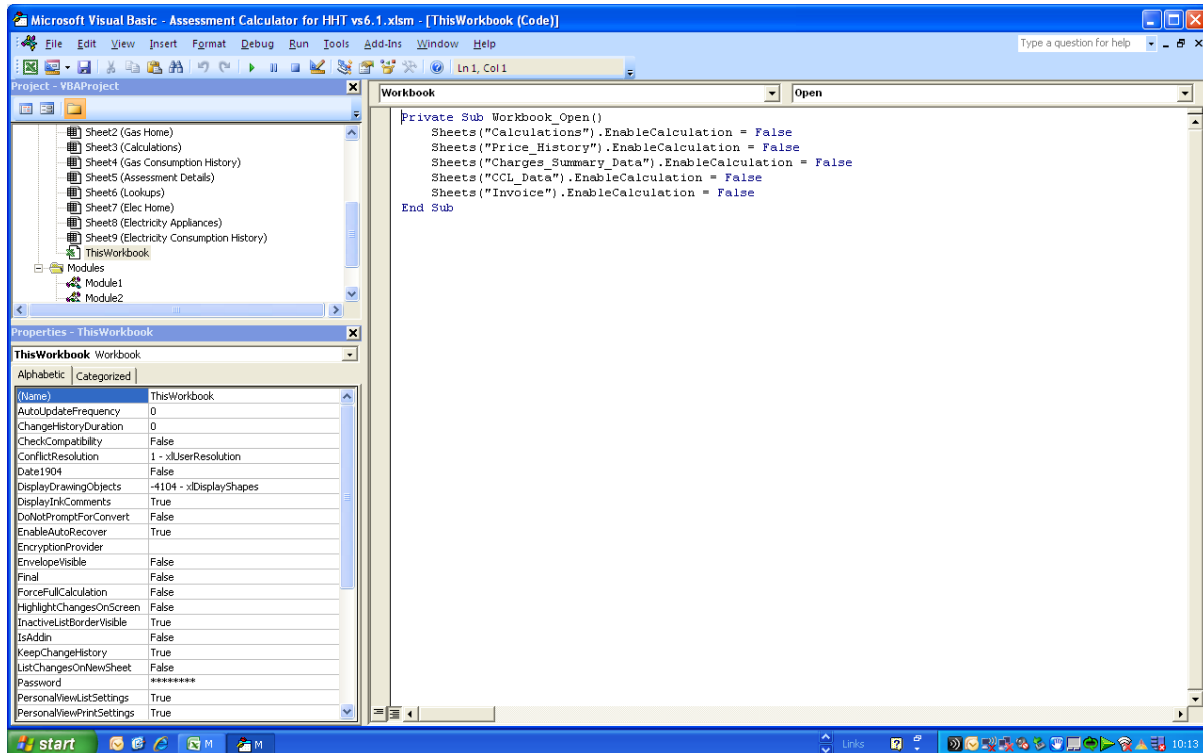 Microsoft Visual Basic - Assessment Calculator for HHT vs6.1.xlsm - [ThisWorkbook (Code)]
File Edit View Insert Format Debug Run Tools Add-Ins Window Help
Type a question for help
Ln 1, Col 1
Project - VBAProject
Sheet2 (Gas Home)
Sheet3 (Calculations)
Sheet4 (Gas Consumption History)
Sheet5 (Assessment Details)
Sheet6 (Lookups)
Sheet7 (Elec Home)
Sheet8 (Electricity Appliances)
Sheet9 (Electricity Consumption History)
ThisWorkbook
Modules
Module1
Module2
Properties - ThisWorkbook
ThisWorkbook Workbook
Alphabetic Categorized
(Name) ThisWorkbook
AutoUpdateFrequency 0
ChangeHistoryDuration 0
CheckCompatibility False
ConflictResolution 1 - xlUserResolution
Date1904 False
DisplayDrawingObjects -4104 - xlDisplayShapes
DisplayInkComments True
DoNotPromptForConvert False
EnableAutoRecover True
EncryptionProvider
EnvelopeVisible False
Final False
ForceFullCalculation False
HighlightChangesOnScreen False
InactiveListBorderVisible True
IsAddin False
KeepChangeHistory True
ListChangesOnNewSheet False
Password ********
PersonalViewListSettings True
PersonalViewPrintSettings True
Workbook Open
Private Sub Workbook_Open()
Sheets("Calculations").EnableCalculation = False
Sheets("Price_History").EnableCalculation = False
Sheets("Charges_Summary_Data").EnableCalculation = False
Sheets("CCL_Data").EnableCalculation = False
Sheets("Invoice").EnableCalculation = False
End Sub
start M M Links 10:13